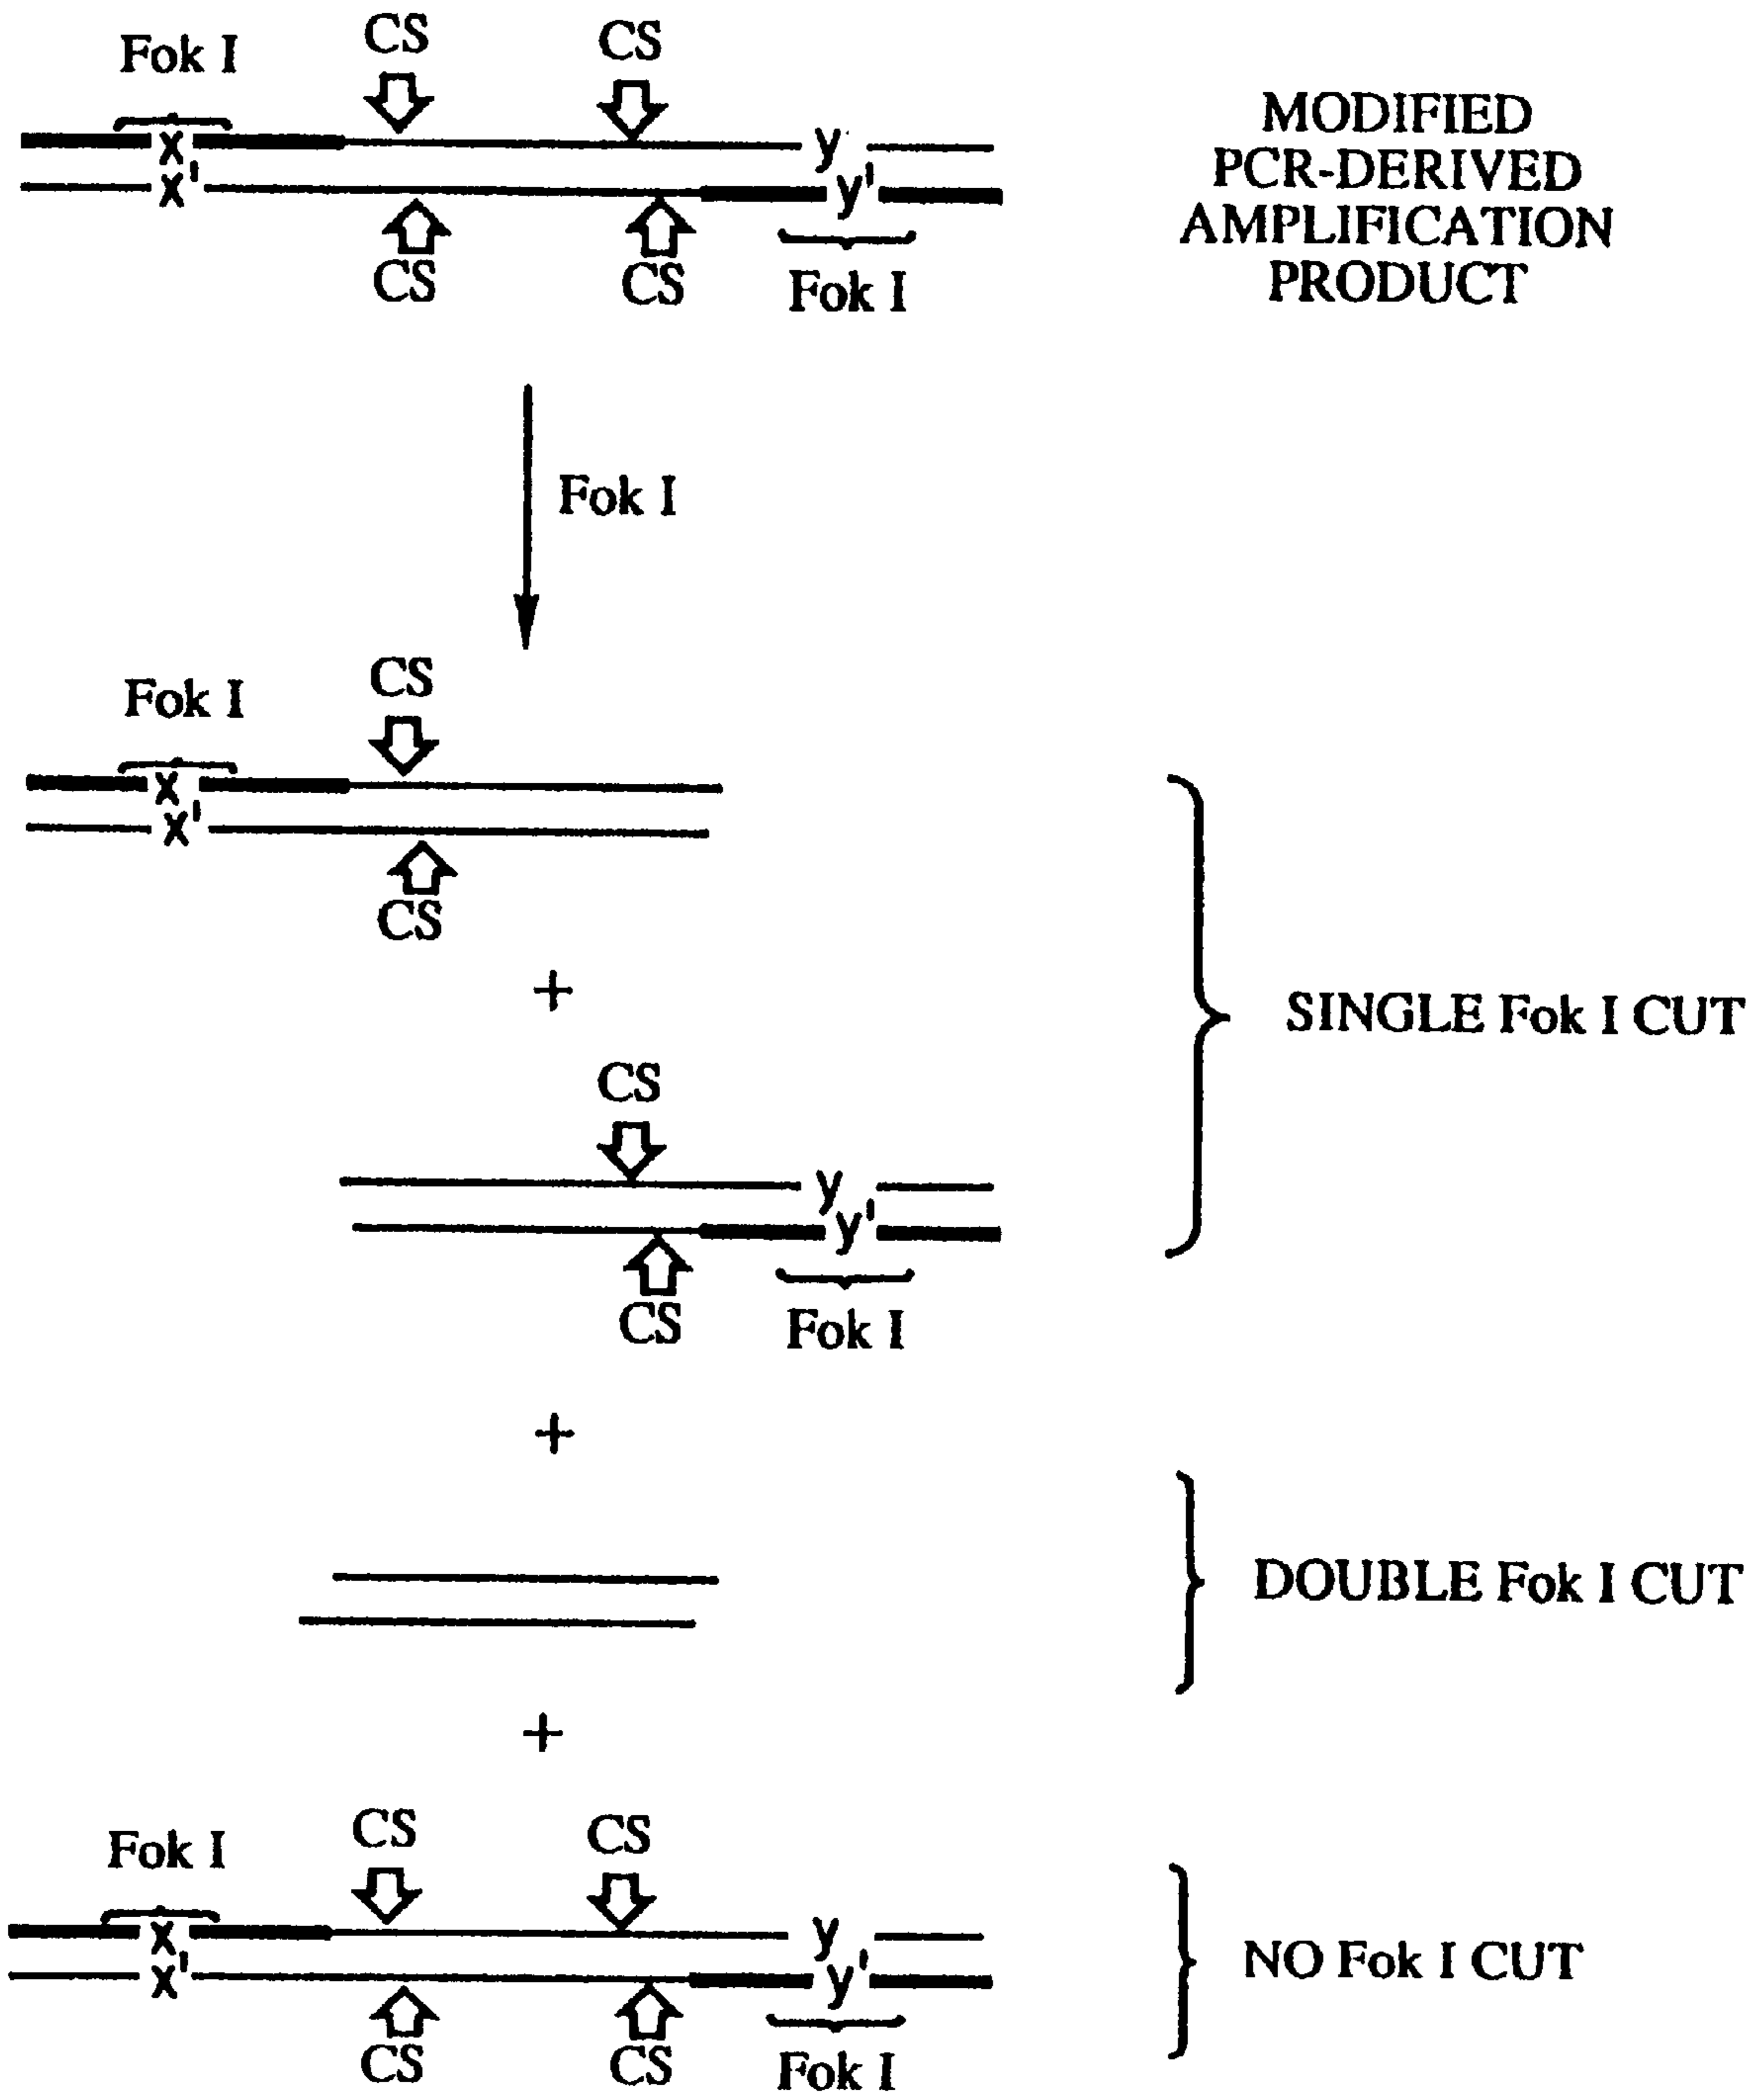 Fok I
CS
CS
x
y
x'
y'
CS
CS
Fok I
MODIFIED
PCR-DERIVED
AMPLIFICATION
PRODUCT
Fok I
Fok I
CS
x
x'
CS
+
SINGLE Fok I CUT
CS
y
y'
CS
Fok I
+
DOUBLE Fok I CUT
+
Fok I
CS
CS
x
y
x'
y'
CS
CS
Fok I
NO Fok I CUT